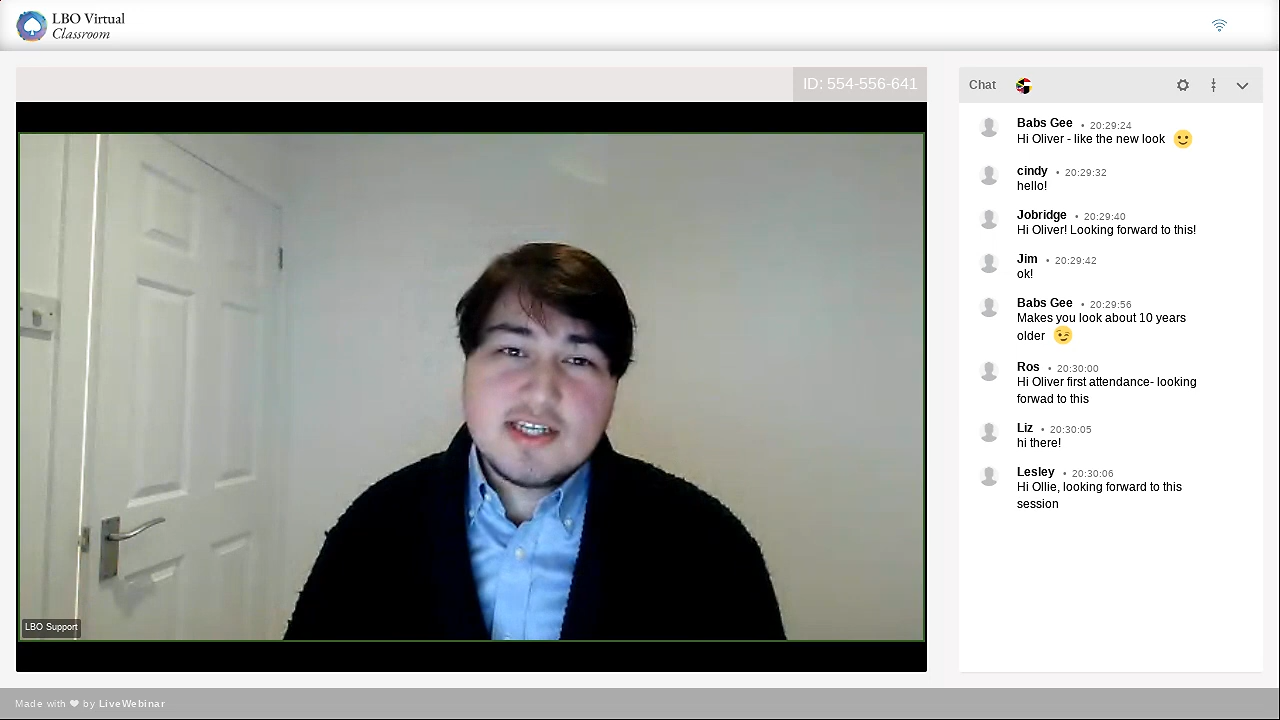 LBO Virtual
Classroom
ID: 554-556-641
LBO Support
Chat
Babs Gee • 20:29:24
Hi Oliver - like the new look
cindy • 20:29:32
hello!
Jobridge • 20:29:40
Hi Oliver! Looking forward to this!
Jim • 20:29:42
ok!
Babs Gee • 20:29:56
Makes you look about 10 years
older
Ros • 20:30:00
Hi Oliver first attendance- looking
forwad to this
Liz • 20:30:05
hi there!
Lesley • 20:30:06
Hi Ollie, looking forward to this
session
Made with ❤ by LiveWebinar